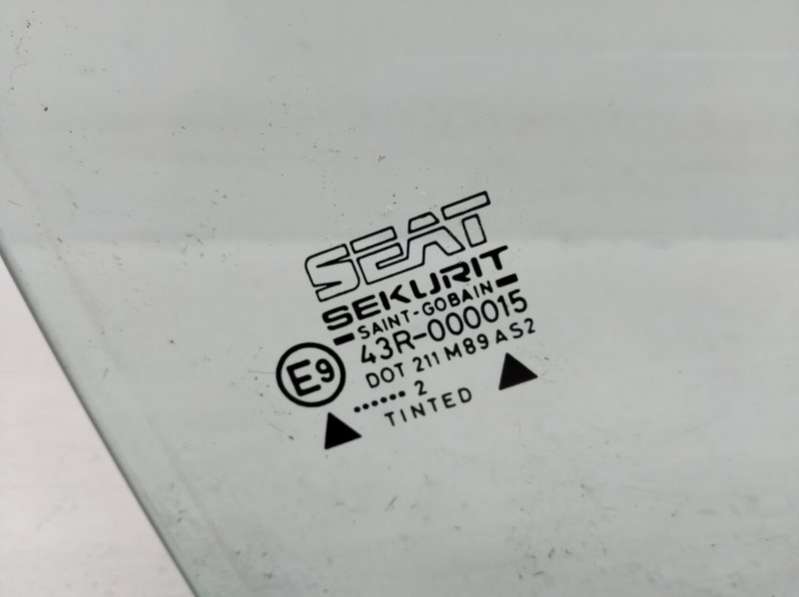 SEAT
SEKURIT
SAINT-GOBAIN
43R-000015
E9
DOT 211 M89 AS2
...... 2
TINTED